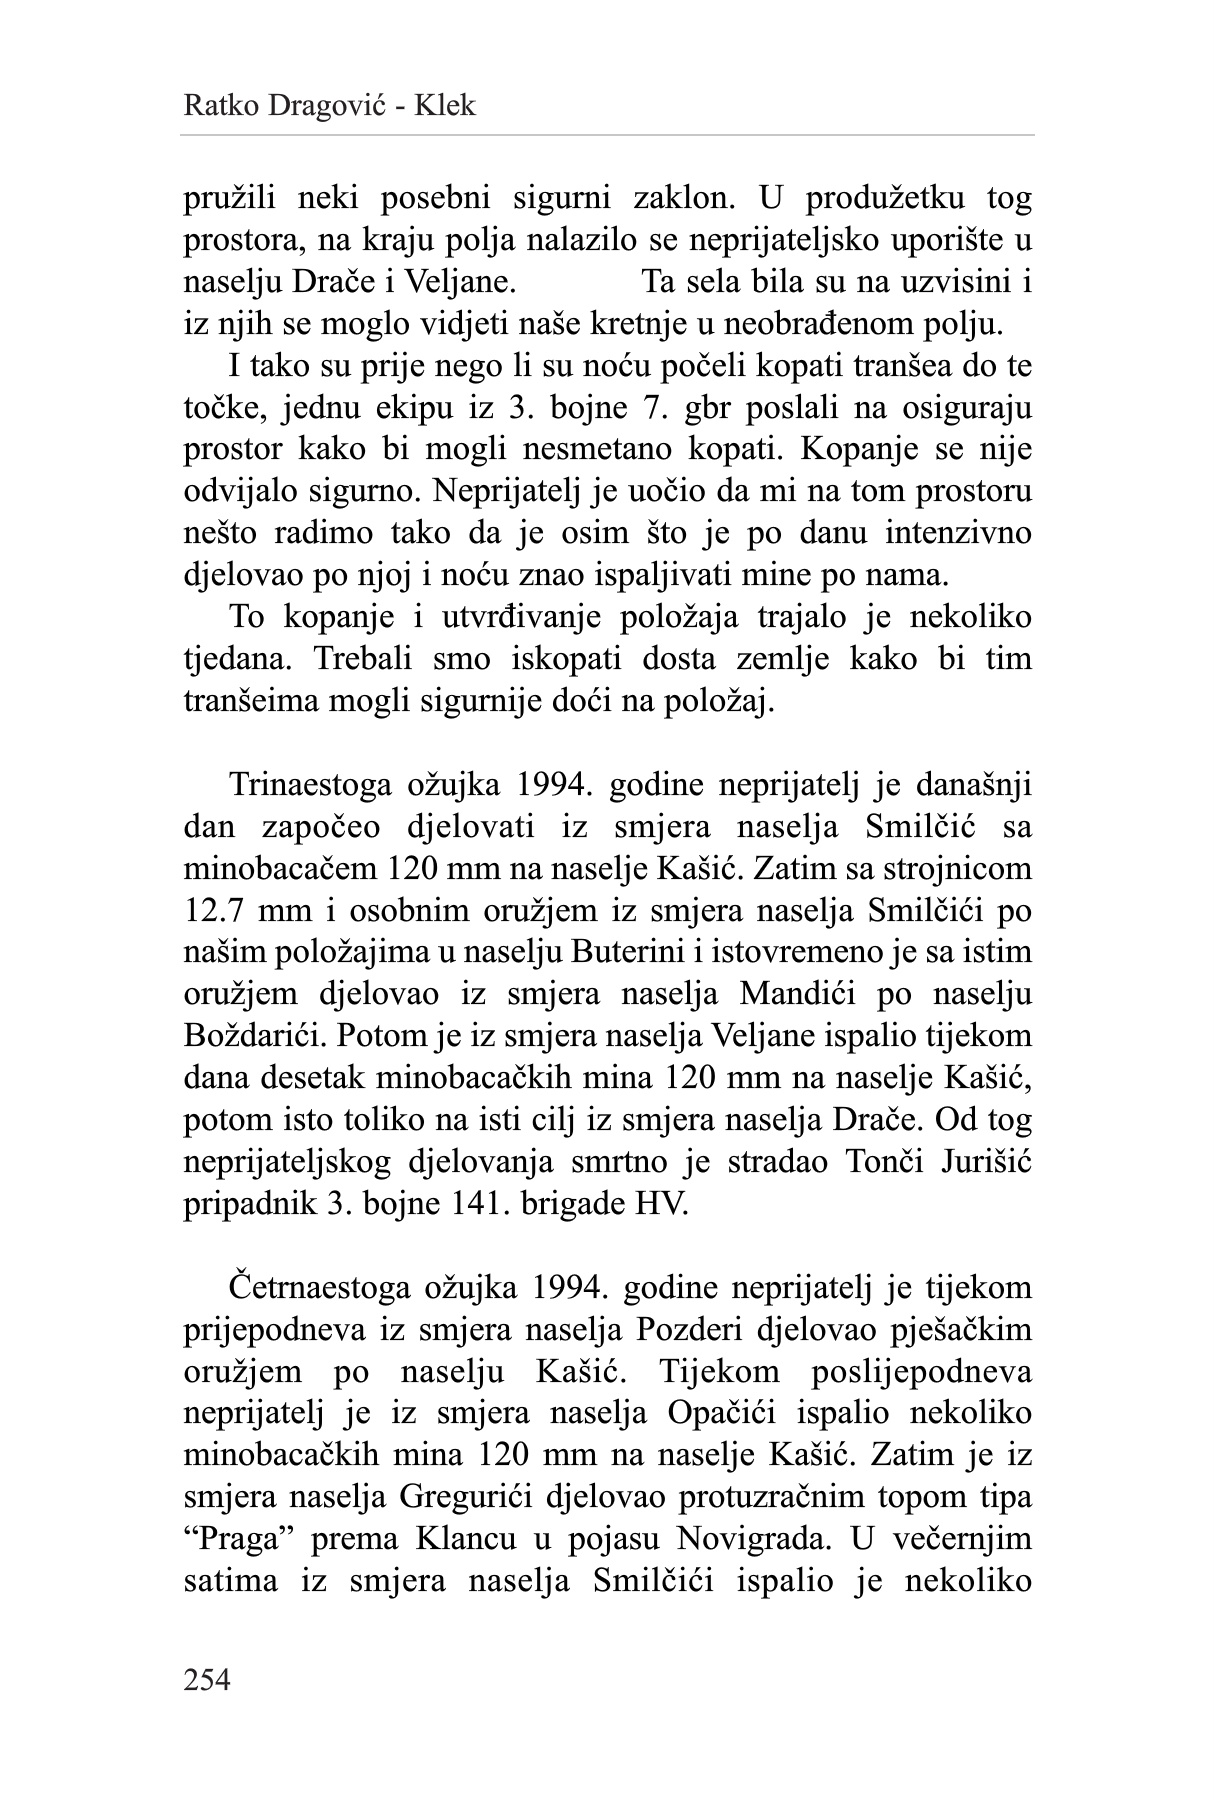 Ratko Dragović - Klek
pružili neki posebni sigurni zaklon. U produžetku tog
prostora, na kraju polja nalazilo se neprijateljsko uporište u
naselju Drače i Veljane. Ta sela bila su na uzvisini i
iz njih se moglo vidjeti naše kretnje u neobrađenom polju.
I tako su prije nego li su noću počeli kopati tranšea do te
točke, jednu ekipu iz 3. bojne 7. gbr poslali na osiguraju
prostor kako bi mogli nesmetano kopati. Kopanje se nije
odvijalo sigurno. Neprijatelj je uočio da mi na tom prostoru
nešto radimo tako da je osim što je po danu intenzivno
djelovao po njoj i noću znao ispaljivati mine po nama.
To kopanje i utvrđivanje položaja trajalo je nekoliko
tjedana. Trebali smo iskopati dosta zemlje kako bi tim
tranšeima mogli sigurnije doći na položaj.
Trinaestoga ožujka 1994. godine neprijatelj je današnji
dan započeo djelovati iz smjera naselja Smilčić sa
minobacačem 120 mm na naselje Kašić. Zatim sa strojnicom
12.7 mm i osobnim oružjem iz smjera naselja Smilčići po
našim položajima u naselju Buterini i istovremeno je sa istim
oružjem djelovao iz smjera naselja Mandići po naselju
Boždarići. Potom je iz smjera naselja Veljane ispalio tijekom
dana desetak minobacačkih mina 120 mm na naselje Kašić,
potom isto toliko na isti cilj iz smjera naselja Drače. Od tog
neprijateljskog djelovanja smrtno je stradao Tonči Jurišić
pripadnik 3. bojne 141. brigade HV.
Četrnaestoga ožujka 1994. godine neprijatelj je tijekom
prijepodneva iz smjera naselja Pozderi djelovao pješačkim
oružjem po naselju Kašić. Tijekom poslijepodneva
neprijatelj je iz smjera naselja Opačići ispalio nekoliko
minobacačkih mina 120 mm na naselje Kašić. Zatim je iz
smjera naselja Gregurići djelovao protuzračnim topom tipa
“Praga” prema Klancu u pojasu Novigrada. U večernjim
satima iz smjera naselja Smilčići ispalio je nekoliko
254